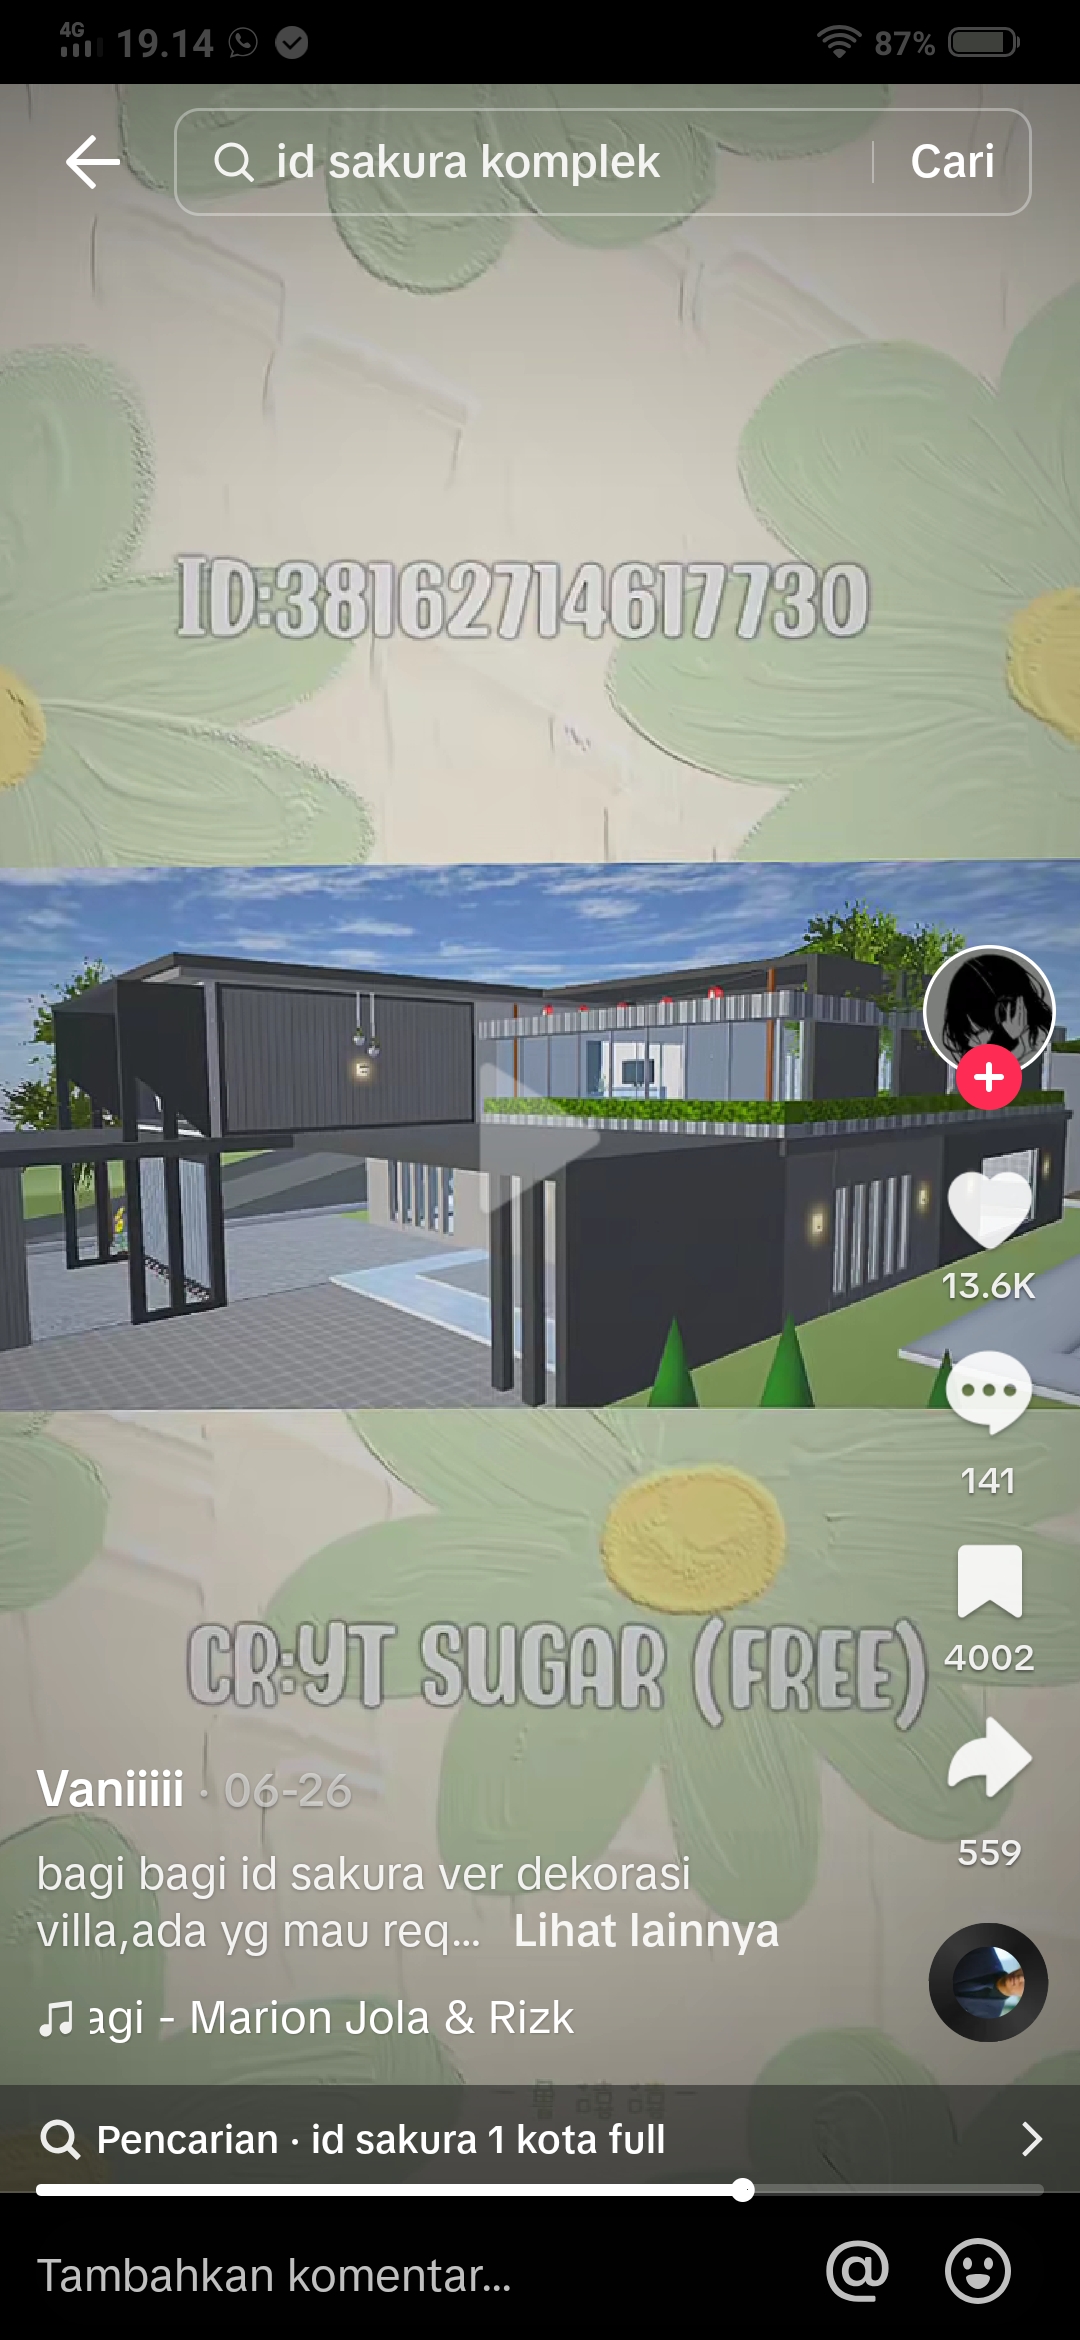 4G 19.14 87%
id sakura komplek Cari
ID:38162714617730
13.6K
141
CR:YT SUGAR (FREE)
4002
Vaniiiii · 06-26
559
bagi bagi id sakura ver dekorasi
villa,ada yg mau req... Lihat lainnya
agi - Marion Jola & Rizk
Pencarian · id sakura 1 kota full
Tambahkan komentar...